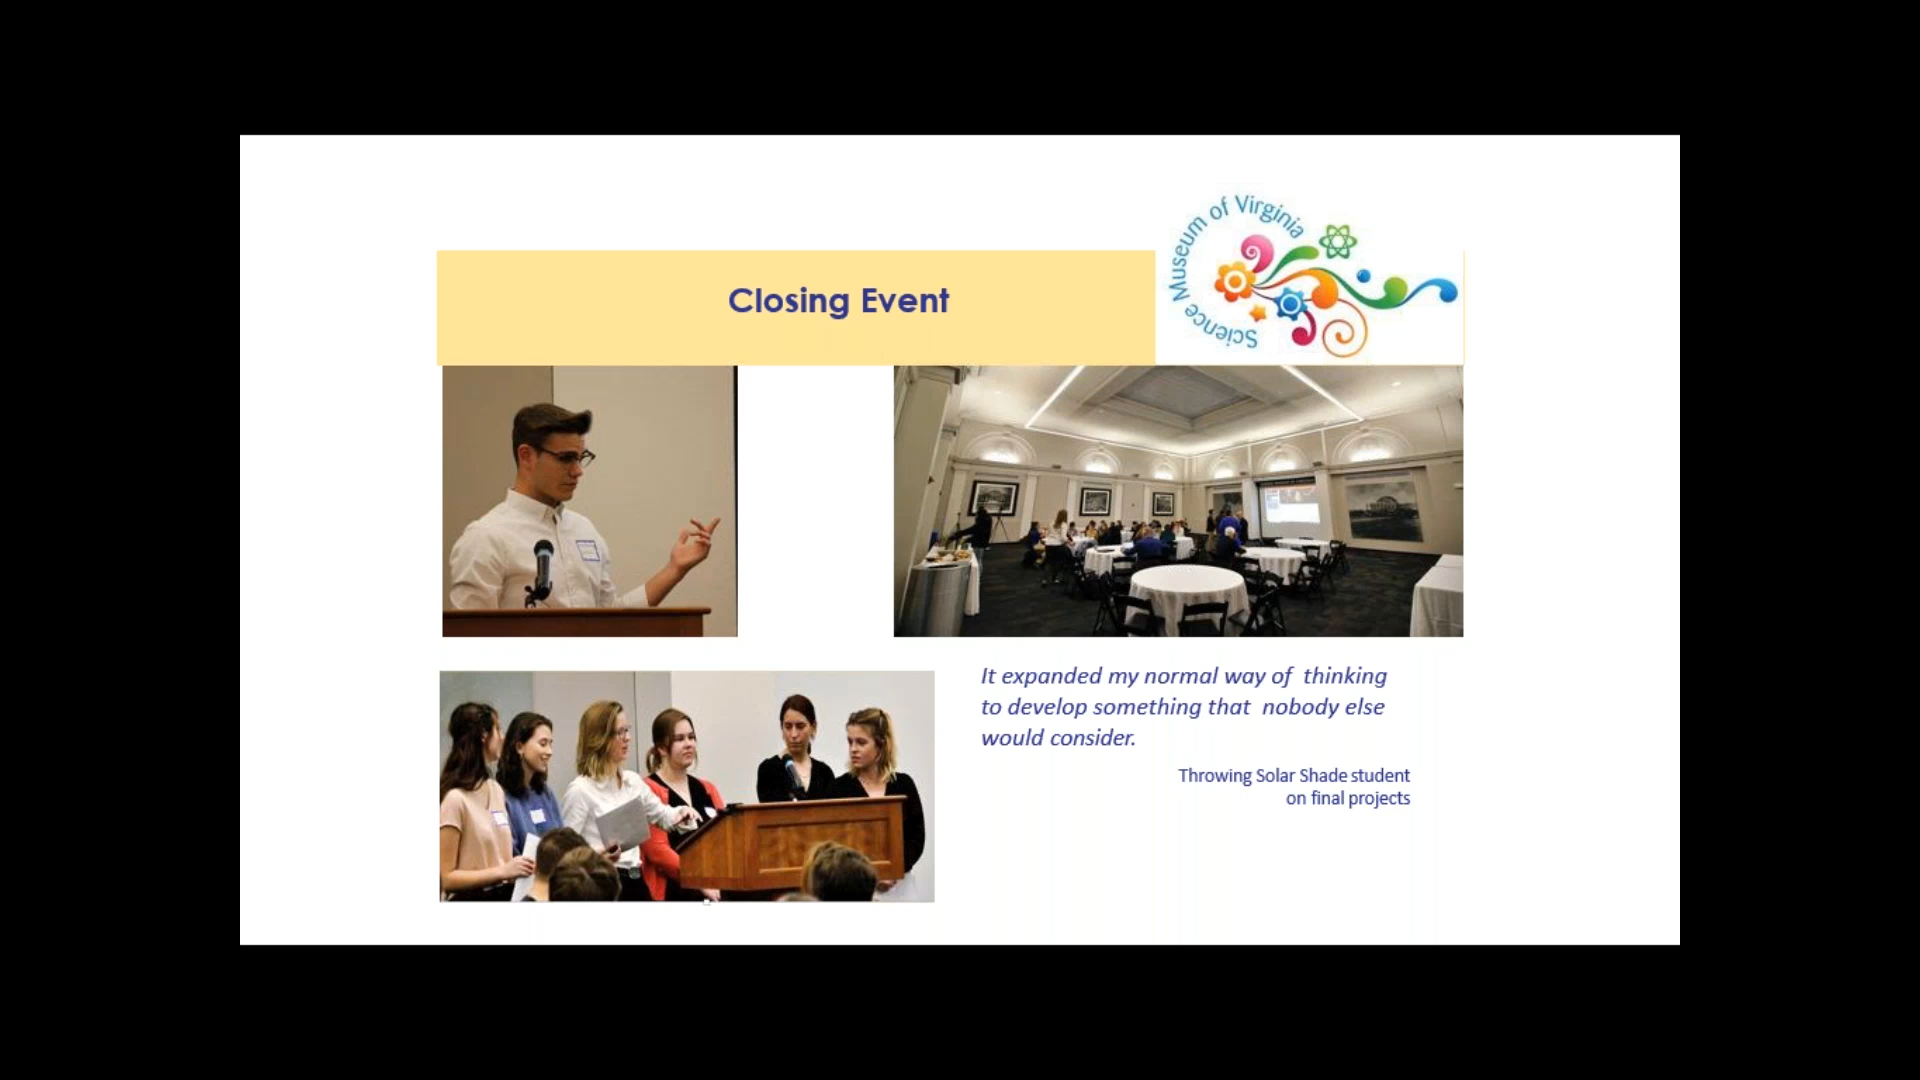 Science Museum of Virginia
Closing Event
It expanded my normal way of thinking
to develop something that nobody else
would consider.
Throwing Solar Shade student
on final projects